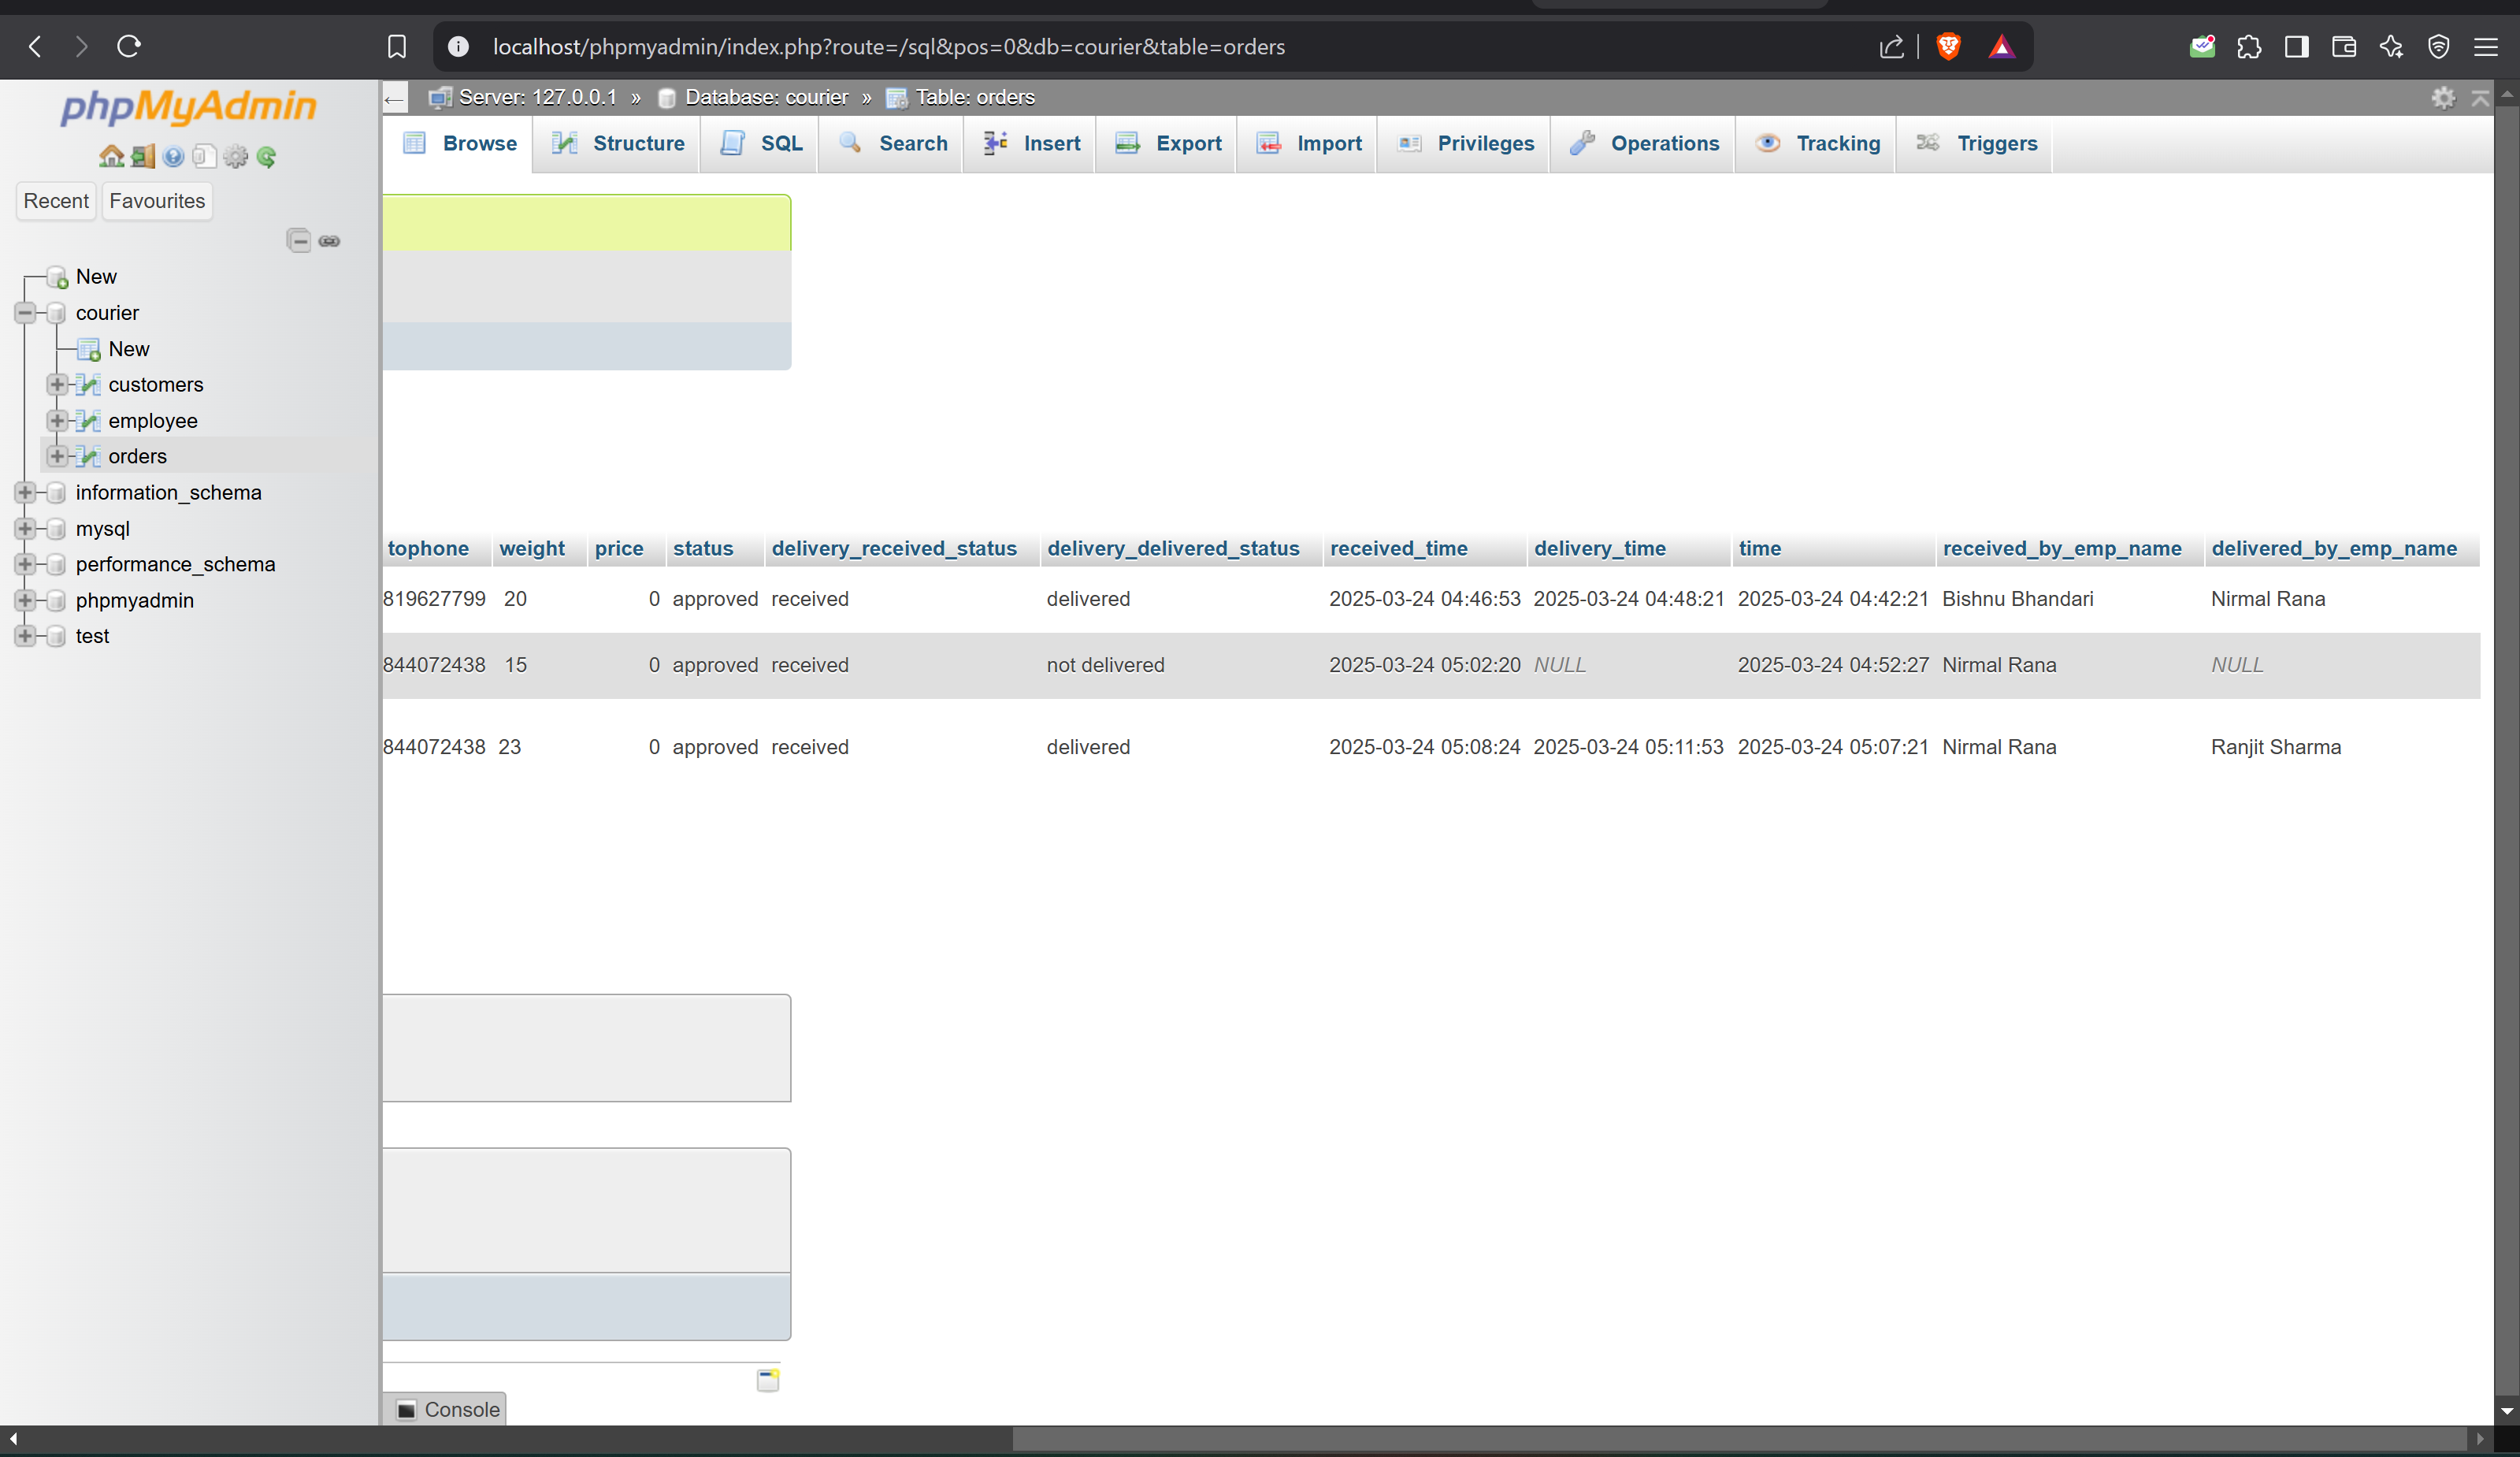 localhost/phpmyadmin/index.php?route=/sql&pos=0&db=courier&table=orders
phpMyAdmin
Server: 127.0.0.1 » Database: courier » Table: orders
Browse Structure SQL Search Insert Export Import Privileges Operations Tracking Triggers
Recent Favourites
New
courier
New
customers
employee
orders
information_schema
mysql
performance_schema
phpmyadmin
test
tophone weight price status delivery_received_status delivery_delivered_status received_time delivery_time time received_by_emp_name delivered_by_emp_name
819627799 20 0 approved received delivered 2025-03-24 04:46:53 2025-03-24 04:48:21 2025-03-24 04:42:21 Bishnu Bhandari Nirmal Rana
844072438 15 0 approved received not delivered 2025-03-24 05:02:20 NULL 2025-03-24 04:52:27 Nirmal Rana NULL
844072438 23 0 approved received delivered 2025-03-24 05:08:24 2025-03-24 05:11:53 2025-03-24 05:07:21 Nirmal Rana Ranjit Sharma
Console